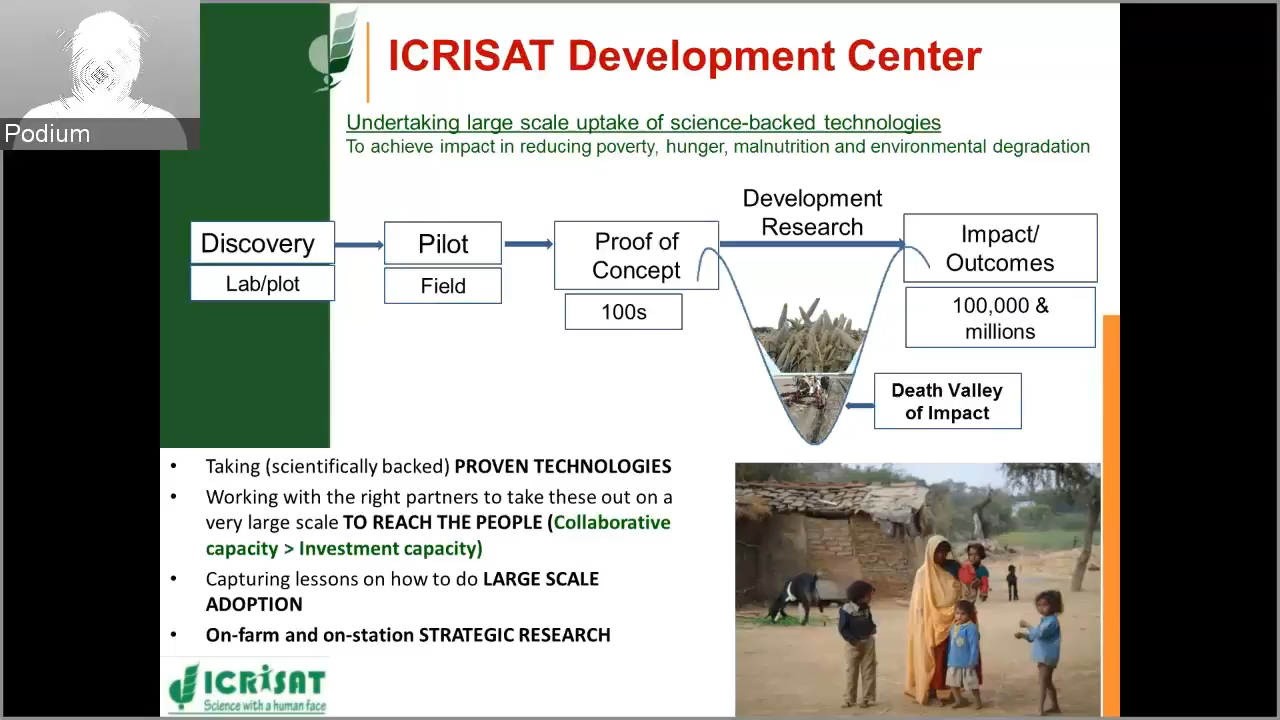 Podium
ICRISAT Development Center
Undertaking large scale uptake of science-backed technologies
To achieve impact in reducing poverty, hunger, malnutrition and environmental degradation
Discovery
Lab/plot
Pilot
Field
Proof of
Concept
100s
Development
Research
Impact/
Outcomes
100,000 &
millions
Death Valley
of Impact
• Taking (scientifically backed) PROVEN TECHNOLOGIES
• Working with the right partners to take these out on a
very large scale TO REACH THE PEOPLE (Collaborative
capacity > Investment capacity)
• Capturing lessons on how to do LARGE SCALE
ADOPTION
• On-farm and on-station STRATEGIC RESEARCH
ICRISAT
Science with a human face